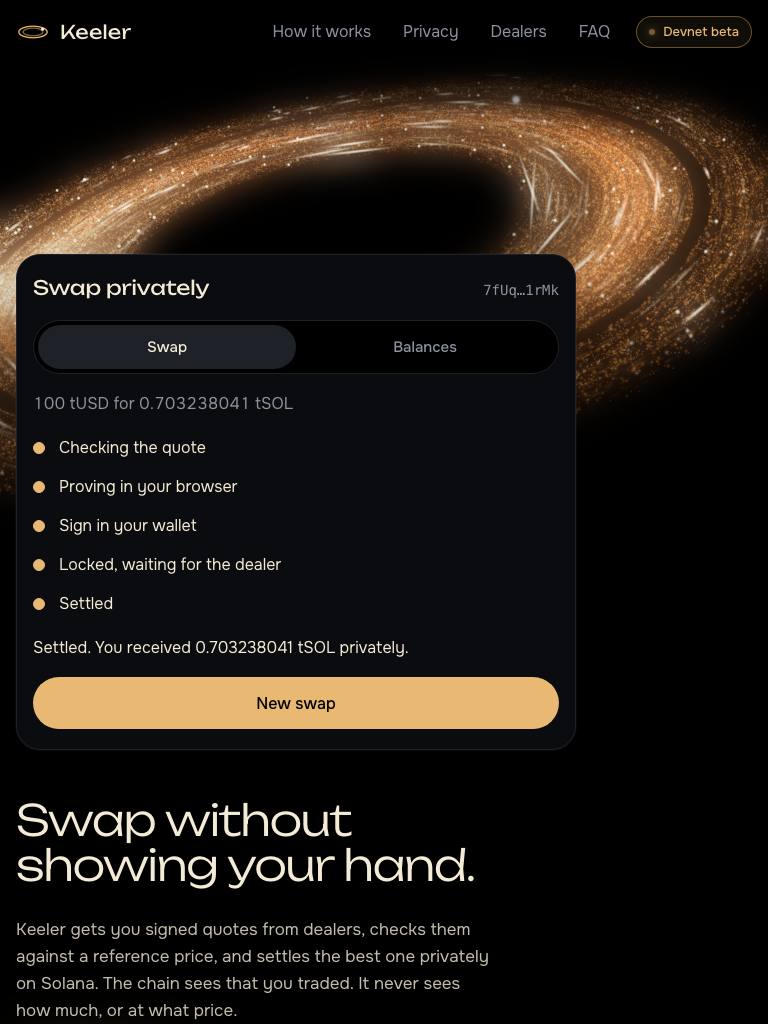 Keeler
How it works
Privacy
Dealers
FAQ
Devnet beta
Swap privately
7fUq…1rMk
Swap
Balances
100 tUSD for 0.703238041 tSOL
Checking the quote
Proving in your browser
Sign in your wallet
Locked, waiting for the dealer
Settled
Settled. You received 0.703238041 tSOL privately.
New swap
Swap without
showing your hand.
Keeler gets you signed quotes from dealers, checks them
against a reference price, and settles the best one privately
on Solana. The chain sees that you traded. It never sees
how much, or at what price.